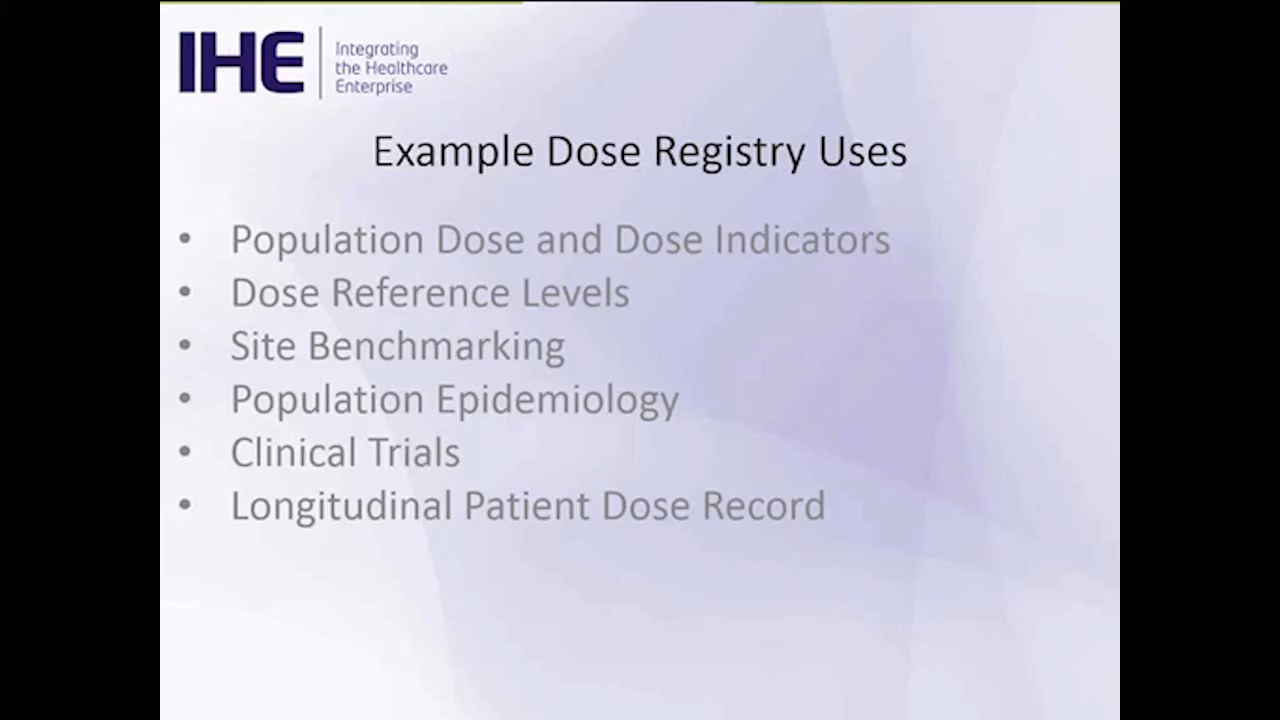 IHE
Integrating
the Healthcare
Enterprise
Example Dose Registry Uses
• Population Dose and Dose Indicators
• Dose Reference Levels
• Site Benchmarking
• Population Epidemiology
• Clinical Trials
• Longitudinal Patient Dose Record